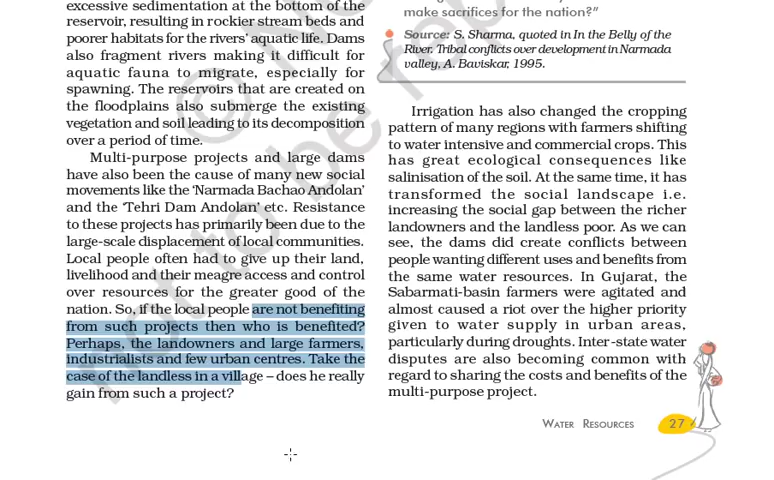 excessive sedimentation at the bottom of the
reservoir, resulting in rockier stream beds and
poorer habitats for the rivers' aquatic life. Dams
also fragment rivers making it difficult for
aquatic fauna to migrate, especially for
spawning. The reservoirs that are created on
the floodplains also submerge the existing
vegetation and soil leading to its decomposition
over a period of time.
Multi-purpose projects and large dams
have also been the cause of many new social
movements like the 'Narmada Bachao Andolan'
and the 'Tehri Dam Andolan' etc. Resistance
to these projects has primarily been due to the
large-scale displacement of local communities.
Local people often had to give up their land,
livelihood and their meagre access and control
over resources for the greater good of the
nation. So, if the local people are not benefiting
from such projects then who is benefited?
Perhaps, the landowners and large farmers,
industrialists and few urban centres. Take the
case of the landless in a village – does he really
gain from such a project?
make sacrifices for the nation?"
Source: S. Sharma, quoted in In the Belly of the
River. Tribal conflicts over development in Narmada
valley, A. Baviskar, 1995.
Irrigation has also changed the cropping
pattern of many regions with farmers shifting
to water intensive and commercial crops. This
has great ecological consequences like
salinisation of the soil. At the same time, it has
transformed the social landscape i.e.
increasing the social gap between the richer
landowners and the landless poor. As we can
see, the dams did create conflicts between
people wanting different uses and benefits from
the same water resources. In Gujarat, the
Sabarmati-basin farmers were agitated and
almost caused a riot over the higher priority
given to water supply in urban areas,
particularly during droughts. Inter-state water
disputes are also becoming common with
regard to sharing the costs and benefits of the
multi-purpose project.
WATER RESOURCES 27
not to be rep
© N